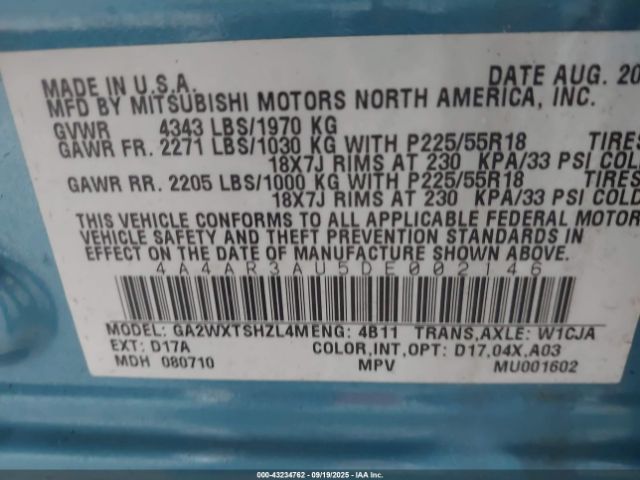 MADE IN U.S.A. DATE AUG. 20
MFD BY MITSUBISHI MOTORS NORTH AMERICA, INC.
GVWR 4343 LBS/1970 KG
GAWR FR. 2271 LBS/1030 KG WITH P225/55R18 TIRES
18X7J RIMS AT 230 KPA/33 PSI COLD
GAWR RR. 2205 LBS/1000 KG WITH P225/55R18 TIRES
18X7J RIMS AT 230 KPA/33 PSI COLD
THIS VEHICLE CONFORMS TO ALL APPLICABLE FEDERAL MOTOR
VEHICLE SAFETY AND THEFT PREVENTION STANDARDS IN
EFFECT ON THE DATE OF MANUFACTURE SHOWN ABOVE.
4A4AR3AU5DE002146
MODEL: GA2WXTSHZL4M ENG: 4B11 TRANS,AXLE: W1CJA
EXT: D17A COLOR,INT,OPT: D17,04X,A03
MDH 080710 MPV MU001602
000-43234762 - 09/19/2025 - IAA Inc.